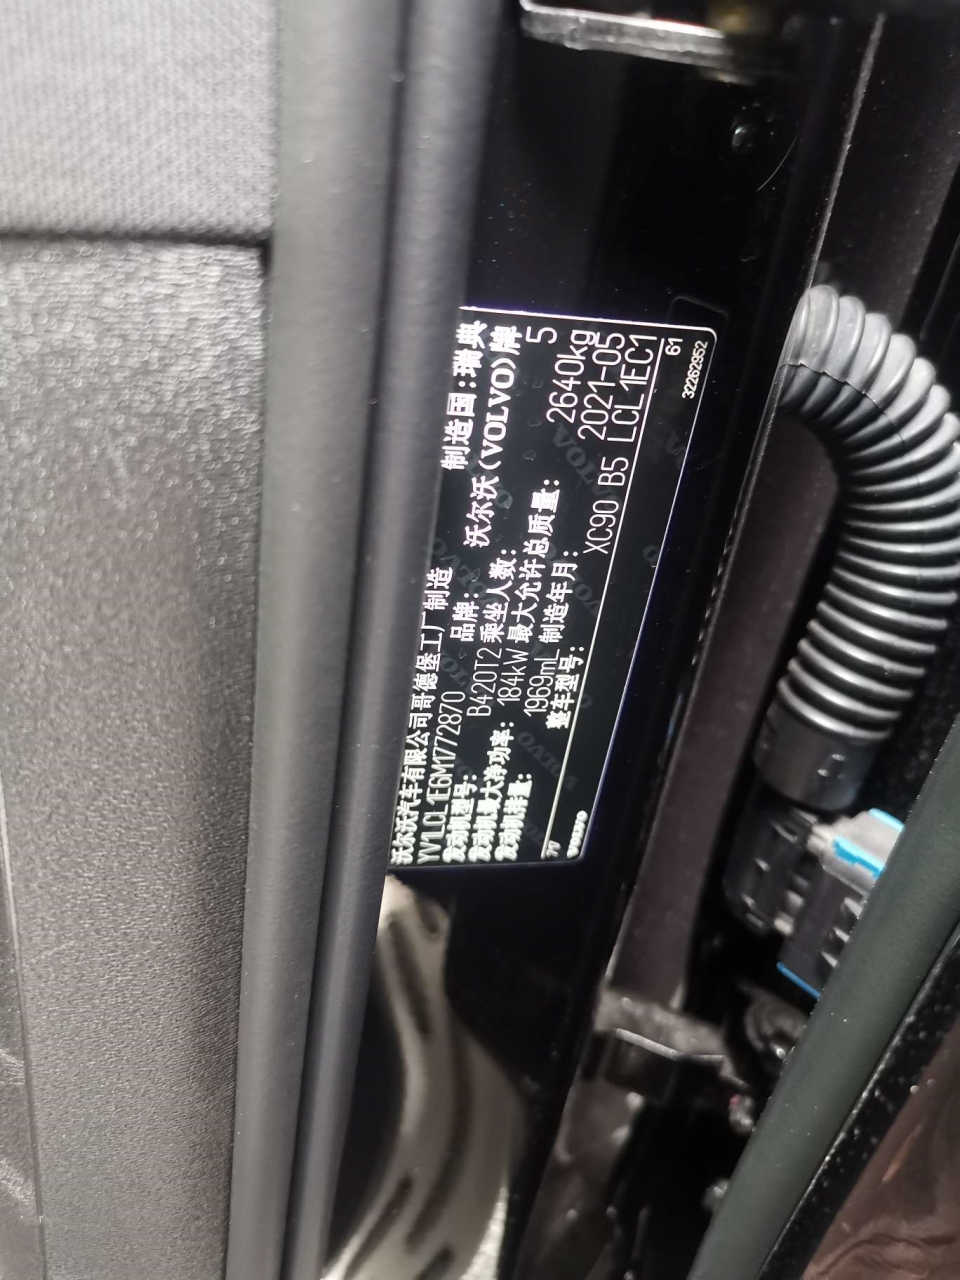 沃尔沃汽车有限公司哥德堡工厂制造 制造国:瑞典
YV1LCL1E6M1772870 品牌: 沃尔沃(VOLVO)牌
发动机型号: B420T2 乘坐人数: 5
发动机最大净功率: 184kW 最大允许总质量: 2640kg
发动机排量: 1969mL 制造年月: 2021-05
整车型号: XC90 B5 LCL1EC1
70 61
VOLVO 32262952